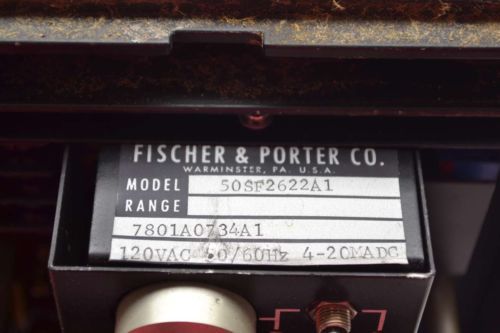 FISCHER & PORTER CO.
WARMINSTER, PA. U.S.A.
MODEL 50SF2622A1
RANGE
7801A0734A1
120VAC 50/60Hz 4-20MADC